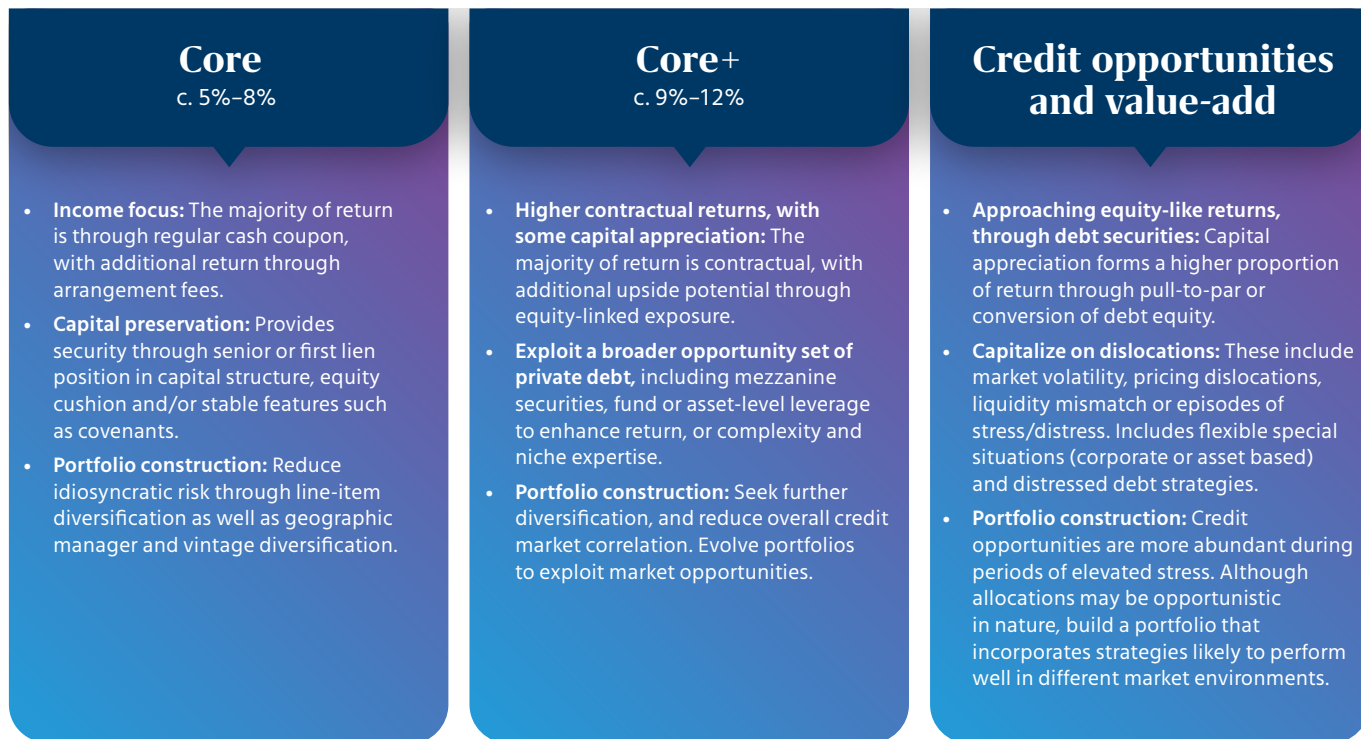 Core
c. 5%–8%
• Income focus: The majority of return
is through regular cash coupon,
with additional return through
arrangement fees.
• Capital preservation: Provides
security through senior or first lien
position in capital structure, equity
cushion and/or stable features such
as covenants.
• Portfolio construction: Reduce
idiosyncratic risk through line-item
diversification as well as geographic
manager and vintage diversification.
Core+
c. 9%–12%
• Higher contractual returns, with
some capital appreciation: The
majority of return is contractual, with
additional upside potential through
equity-linked exposure.
• Exploit a broader opportunity set of
private debt, including mezzanine
securities, fund or asset-level leverage
to enhance return, or complexity and
niche expertise.
• Portfolio construction: Seek further
diversification, and reduce overall credit
market correlation. Evolve portfolios
to exploit market opportunities.
Credit opportunities
and value-add
• Approaching equity-like returns,
through debt securities: Capital
appreciation forms a higher proportion
of return through pull-to-par or
conversion of debt equity.
• Capitalize on dislocations: These include
market volatility, pricing dislocations,
liquidity mismatch or episodes of
stress/distress. Includes flexible special
situations (corporate or asset based)
and distressed debt strategies.
• Portfolio construction: Credit
opportunities are more abundant during
periods of elevated stress. Although
allocations may be opportunistic
in nature, build a portfolio that
incorporates strategies likely to perform
well in different market environments.